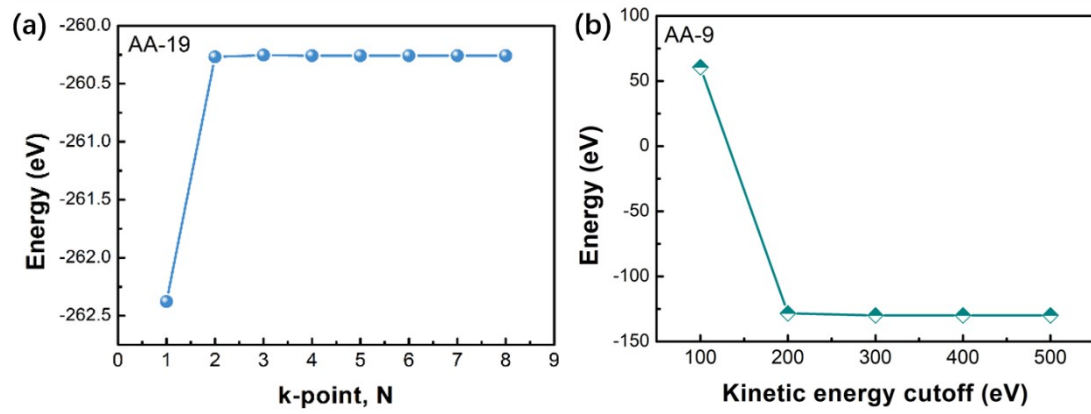 (a)
AA-19
Energy (eV)
-260.0
-260.5
-261.0
-261.5
-262.0
-262.5
0 1 2 3 4 5 6 7 8 9
k-point, N
(b)
AA-9
Energy (eV)
100
50
0
-50
-100
-150
100 200 300 400 500
Kinetic energy cutoff (eV)